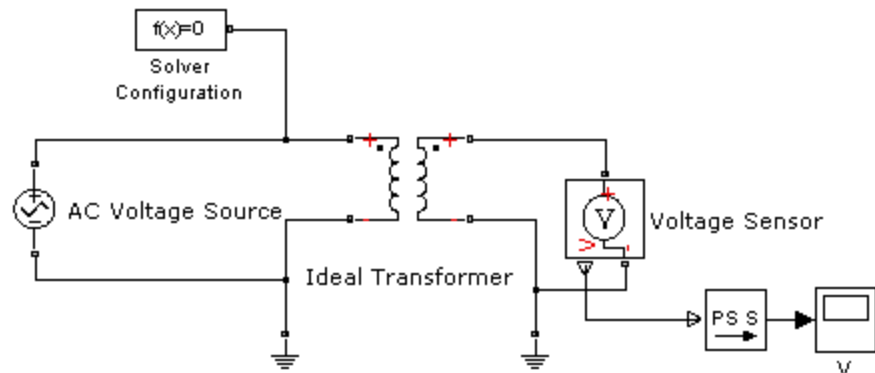 f(x)=0
Solver
Configuration
AC Voltage Source
Ideal Transformer
V
Voltage Sensor
V
PS S
V